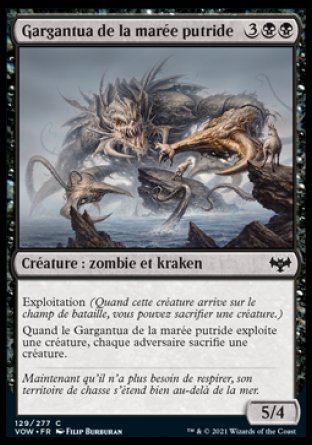 Gargantua de la marée putride 3
Créature : zombie et kraken
Exploitation (Quand cette créature arrive sur le
champ de bataille, vous pouvez sacrifier une créature.)
Quand le Gargantua de la marée putride exploite
une créature, chaque adversaire sacrifie une
créature.
Maintenant qu'il n'a plus besoin de respirer, son
territoire de chasse s'étend bien au-delà de la mer.
5/4
129/277 C
VOW • FR Filip Burburan
™ & © 2021 Wizards of the Coast